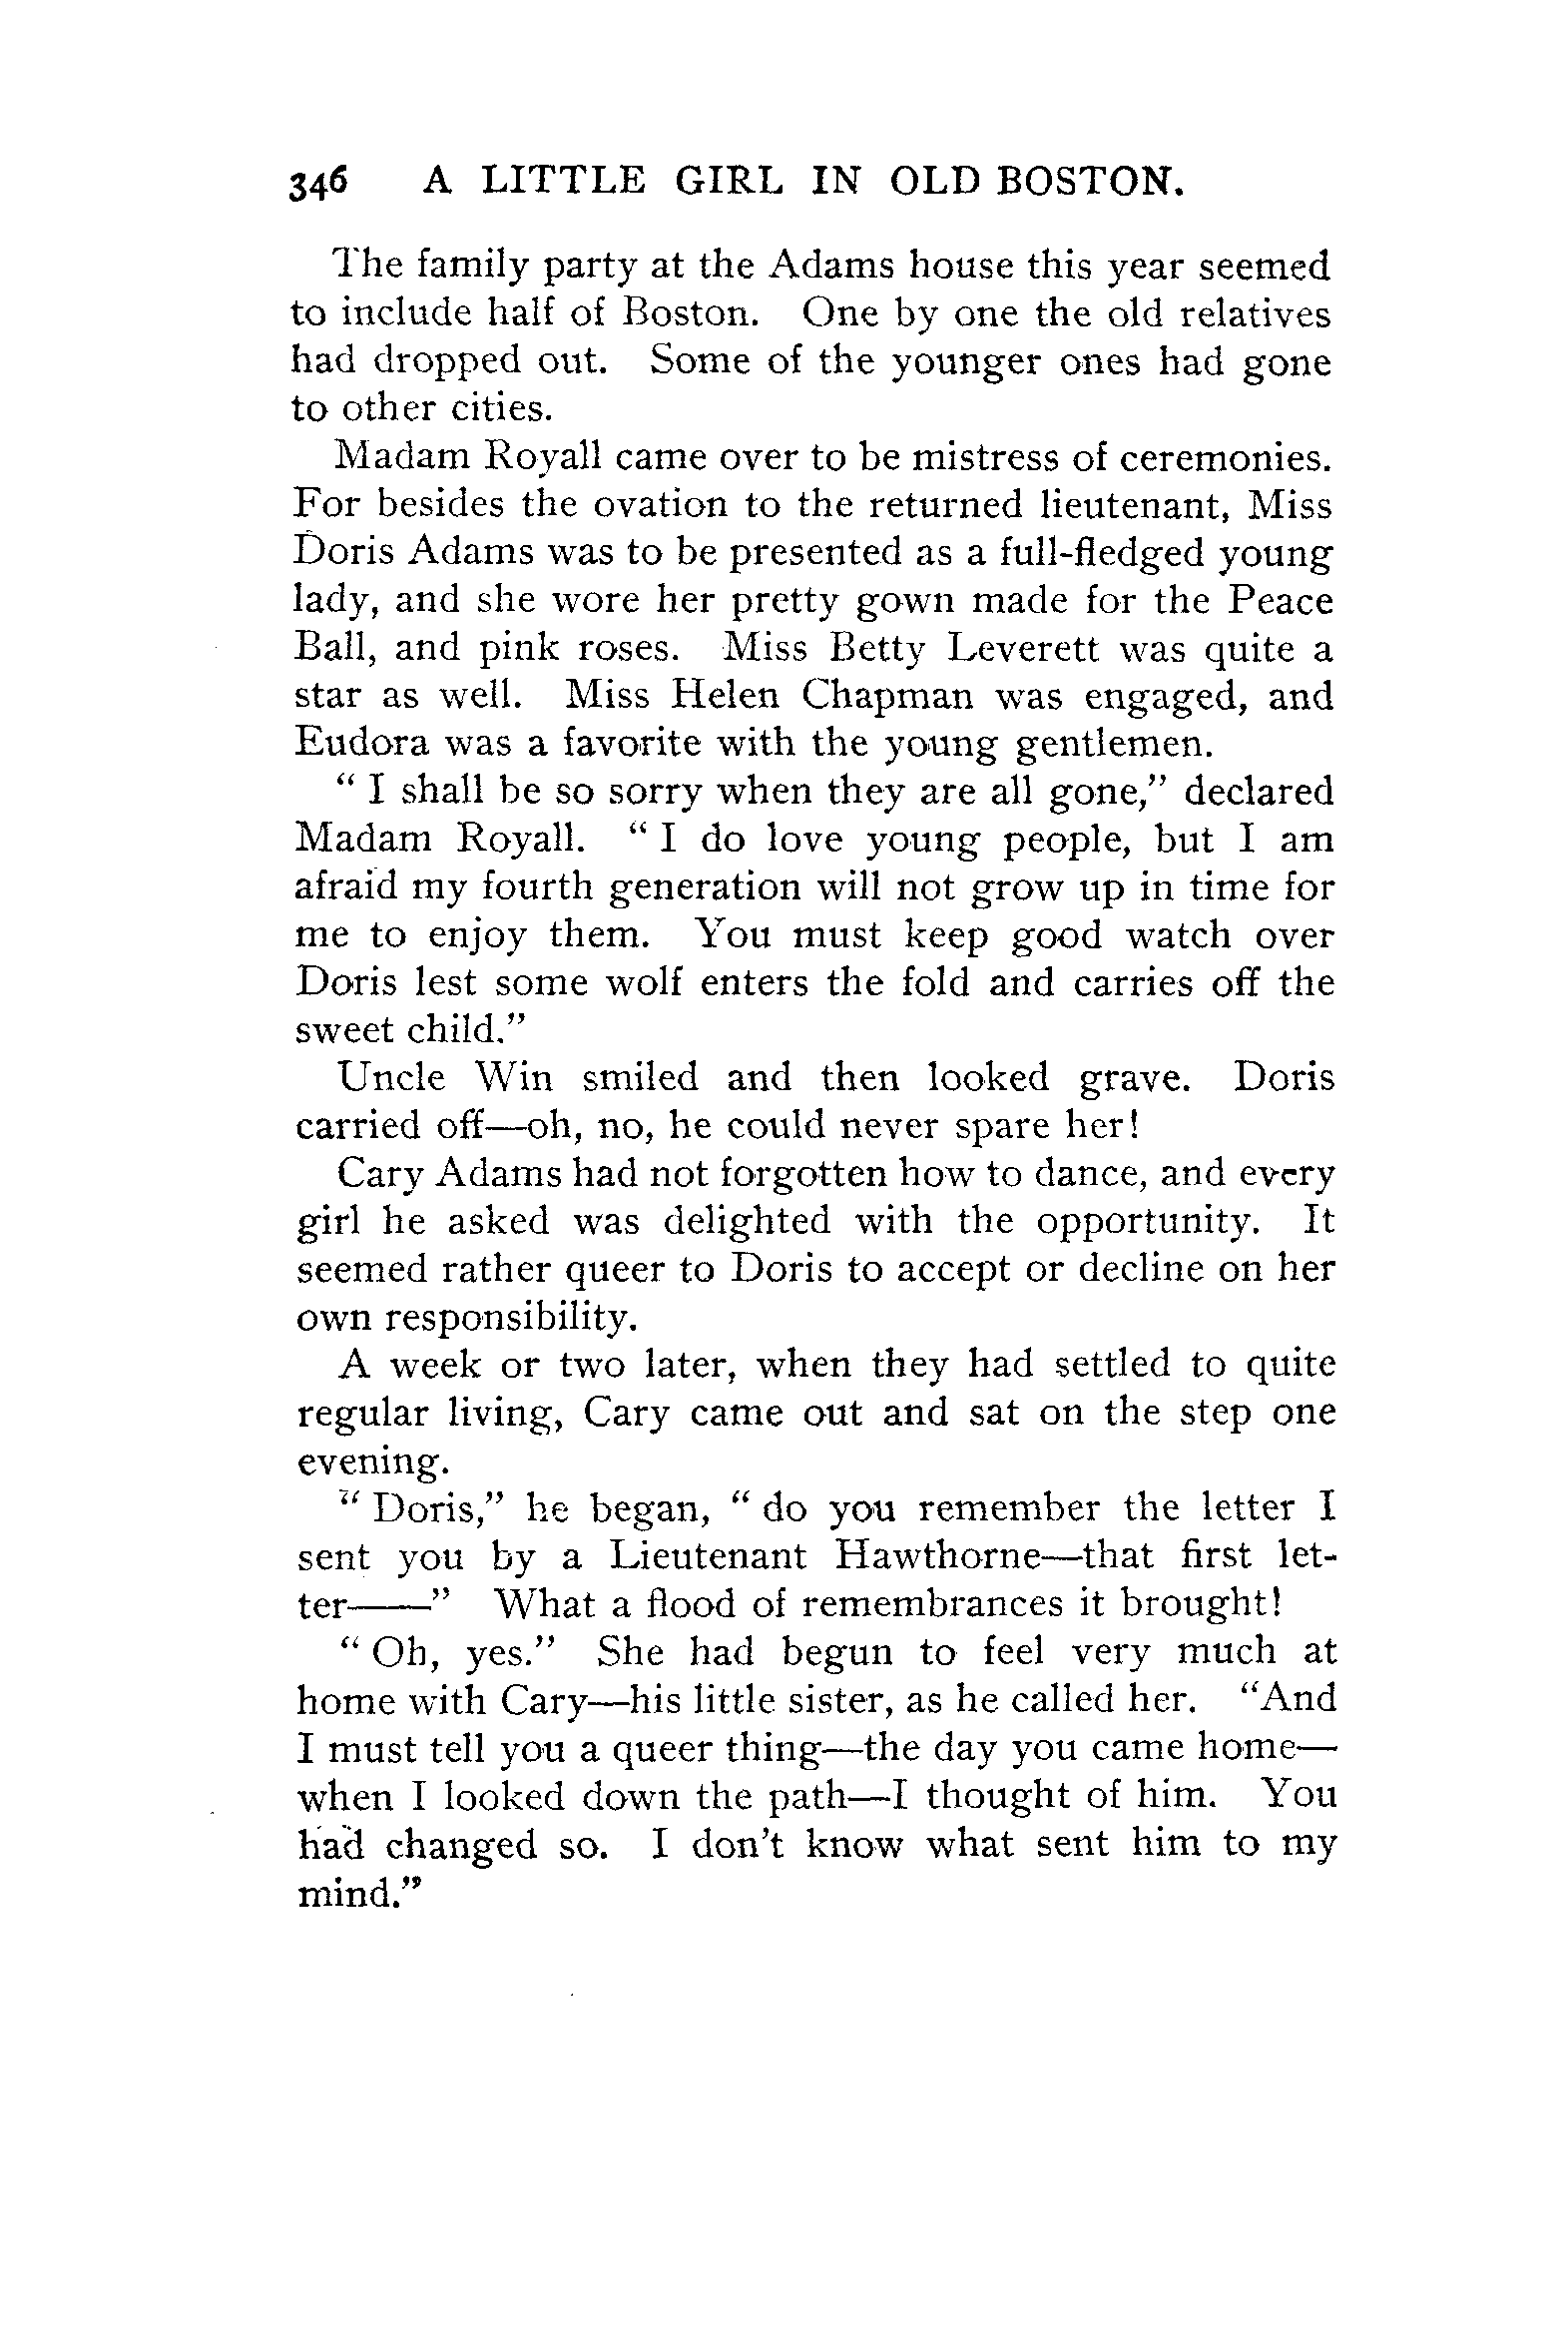 346 A LITTLE GIRL IN OLD BOSTON.
The family party at the Adams house this year seemed
to include half of Boston. One by one the old relatives
had dropped out. Some of the younger ones had gone
to other cities.
Madam Royall came over to be mistress of ceremonies.
For besides the ovation to the returned lieutenant, Miss
Doris Adams was to be presented as a full-fledged young
lady, and she wore her pretty gown made for the Peace
Ball, and pink roses. Miss Betty Leverett was quite a
star as well. Miss Helen Chapman was engaged, and
Eudora was a favorite with the young gentlemen.
“ I shall be so sorry when they are all gone,” declared
Madam Royall. “ I do love young people, but I am
afraid my fourth generation will not grow up in time for
me to enjoy them. You must keep good watch over
Doris lest some wolf enters the fold and carries off the
sweet child.”
Uncle Win smiled and then looked grave. Doris
carried off—oh, no, he could never spare her!
Cary Adams had not forgotten how to dance, and every
girl he asked was delighted with the opportunity. It
seemed rather queer to Doris to accept or decline on her
own responsibility.
A week or two later, when they had settled to quite
regular living, Cary came out and sat on the step one
evening.
“ Doris,” he began, “ do you remember the letter I
sent you by a Lieutenant Hawthorne—that first let-
ter——” What a flood of remembrances it brought!
“ Oh, yes.” She had begun to feel very much at
home with Cary—his little sister, as he called her. “And
I must tell you a queer thing—the day you came home—
when I looked down the path—I thought of him. You
had changed so. I don’t know what sent him to my
mind.”